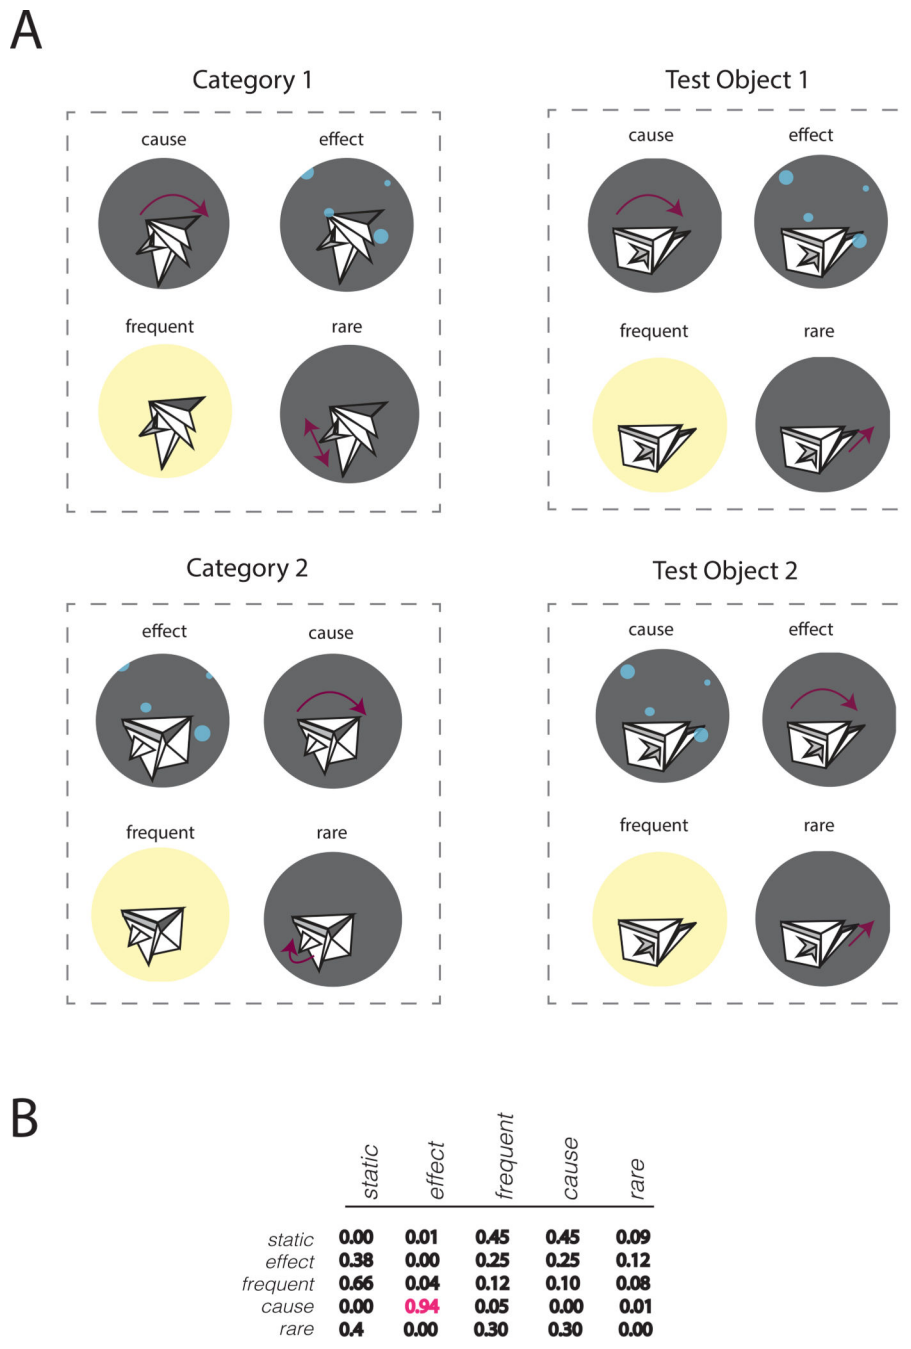 A
Category 1
Test Object 1
cause
effect
cause
effect
frequent
rare
frequent
rare
Category 2
Test Object 2
effect
cause
cause
effect
frequent
rare
frequent
rare
B
static effect frequent cause rare
static 0.00 0.01 0.45 0.45 0.09
effect 0.38 0.00 0.25 0.25 0.12
frequent 0.66 0.04 0.12 0.10 0.08
cause 0.00 0.94 0.05 0.00 0.01
rare 0.4 0.00 0.30 0.30 0.00